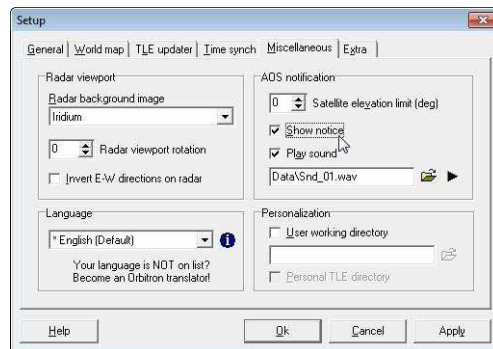 Setup
General World map TLE updater Time synch Miscellaneous Extra
Radar viewport
Radar background image
Iridium
0 Radar viewport rotation
Invert E-W directions on radar
AOS notification
0 Satellite elevation limit (deg)
Show notice
Play sound
Data\Snd_01.wav
Language
* English (Default)
Your language is NOT on list?
Become an Orbitron translator!
Personalization
User working directory
Personal TLE directory
Help Ok Cancel Apply